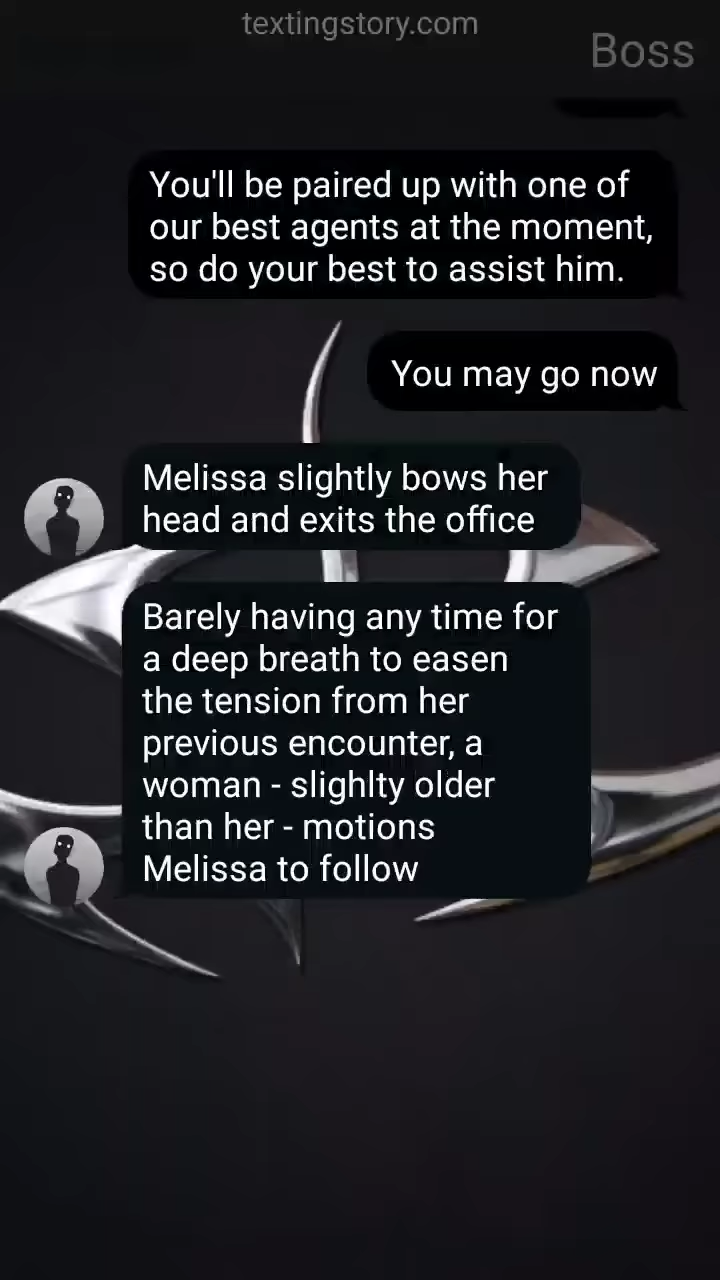 textingstory.com
Boss
You'll be paired up with one of
our best agents at the moment,
so do your best to assist him.
You may go now
Melissa slightly bows her
head and exits the office
Barely having any time for
a deep breath to easen
the tension from her
previous encounter, a
woman - slighlty older
than her - motions
Melissa to follow